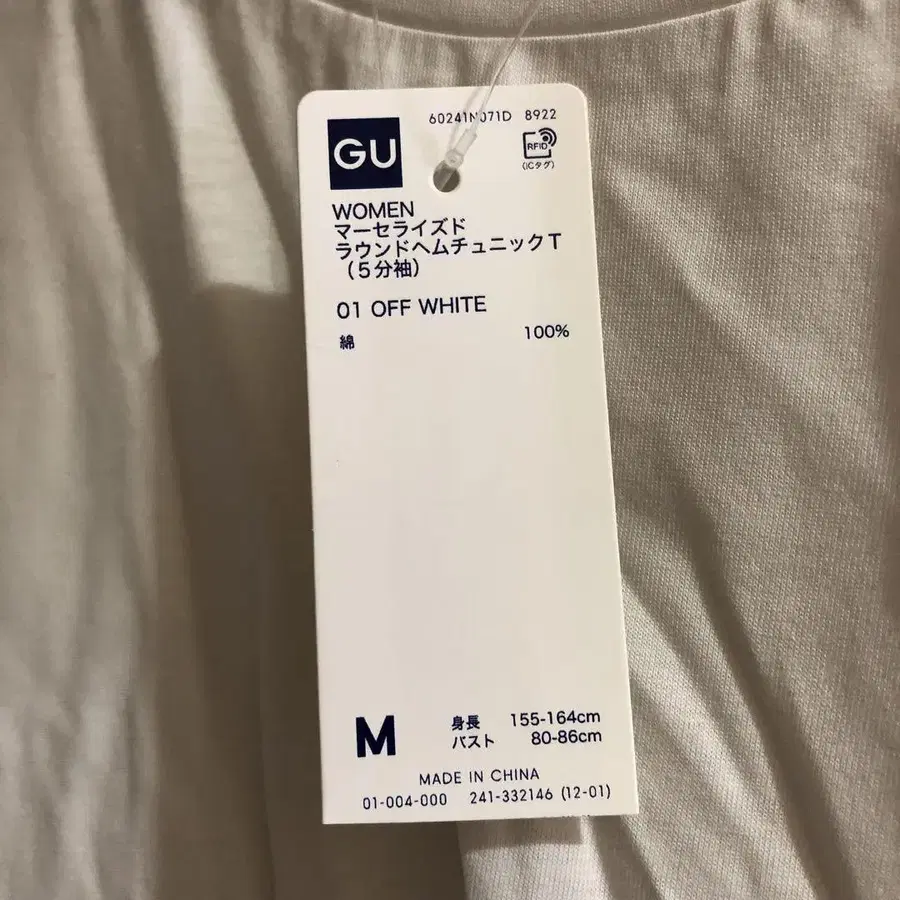 60241N071D 8922
GU
RFID
(ICタグ)
WOMEN
マーセライズド
ラウンドヘムチュニックT
(5分袖)
01 OFF WHITE
綿 100%
M
身長 155-164cm
バスト 80-86cm
MADE IN CHINA
01-004-000 241-332146 (12-01)